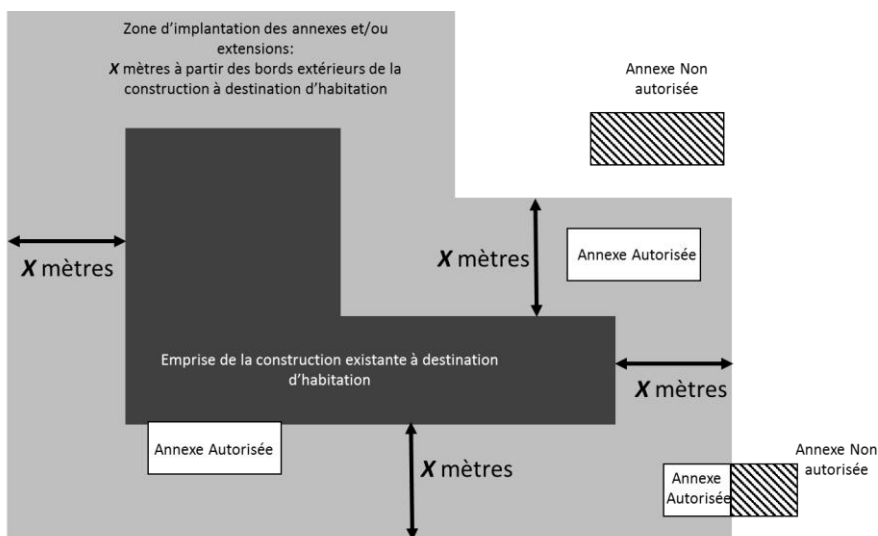 Zone d’implantation des annexes et/ou
extensions:
X mètres à partir des bords extérieurs de la
construction à destination d’habitation
Annexe Non
autorisée
X mètres
X mètres
Annexe Autorisée
Emprise de la construction existante à destination
d’habitation
X mètres
Annexe Autorisée
X mètres
Annexe
Autorisée
Annexe Non
autorisée